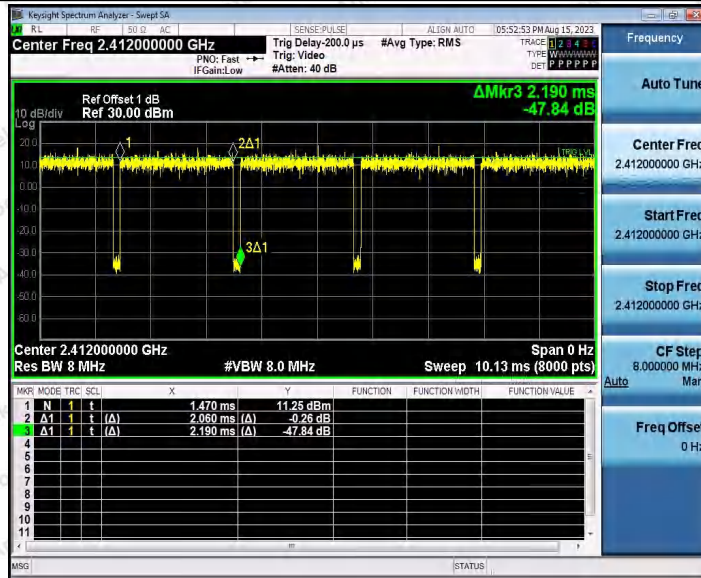 Keysight Spectrum Analyzer - Swept SA
RL RF 50 Ω AC SENSE:PULSE ALIGN AUTO 05:52:53 PM Aug 15, 2023
Center Freq 2.412000000 GHz
PNO: Fast
IFGain:Low
Trig Delay-200.0 µs
Trig: Video
#Atten: 40 dB
#Avg Type: RMS
TRACE 1 2 3 4 5 6
TYPE WWWWWW
DET P P P P P P
Ref Offset 1 dB
10 dB/div Ref 30.00 dBm
Log
ΔMkr3 2.190 ms
-47.84 dB
20.0
10.0
0.00
-10.0
-20.0
-30.0
-40.0
-50.0
-60.0
1
2Δ1
3Δ1
TRIG LVL
Center 2.412000000 GHz Span 0 Hz
Res BW 8 MHz #VBW 8.0 MHz Sweep 10.13 ms (8000 pts)
MKR MODE TRC SCL X Y FUNCTION FUNCTION WIDTH FUNCTION VALUE
1 N 1 t 1.470 ms 11.25 dBm
2 Δ1 1 t (Δ) 2.060 ms (Δ) -0.26 dB
3 Δ1 1 t (Δ) 2.190 ms (Δ) -47.84 dB
4
5
6
7
8
9
10
11
MSG STATUS
Frequency
Auto Tune
Center Freq
2.412000000 GHz
Start Freq
2.412000000 GHz
Stop Freq
2.412000000 GHz
CF Step
8.000000 MHz
Auto Man
Freq Offset
0 Hz